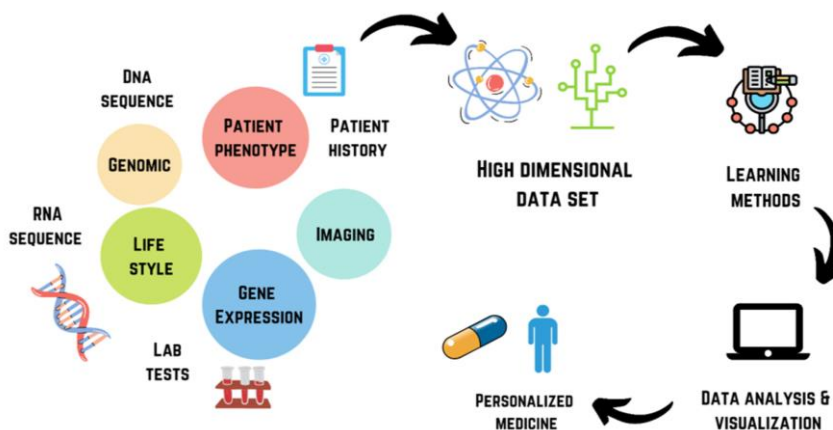 DNA
SEQUENCE
PATIENT
PHENOTYPE
PATIENT
HISTORY
GENOMIC
RNA
SEQUENCE
LIFE
STYLE
IMAGING
GENE
EXPRESSION
LAB
TESTS
HIGH DIMENSIONAL
DATA SET
LEARNING
METHODS
DATA ANALYSIS &
VISUALIZATION
PERSONALIZED
MEDICINE